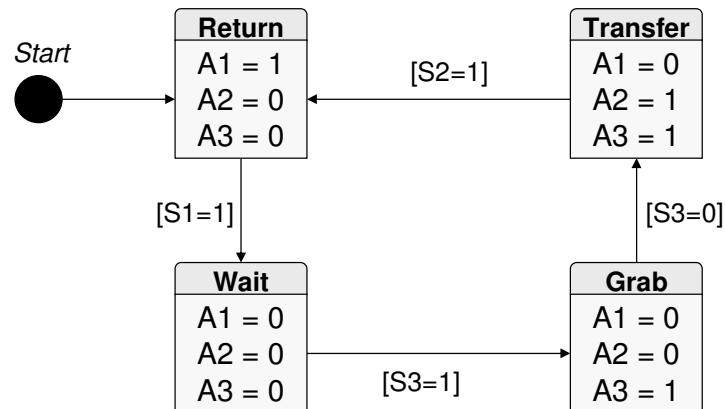 Start
Return
A1 = 1
A2 = 0
A3 = 0
[S2=1]
Transfer
A1 = 0
A2 = 1
A3 = 1
[S1=1]
[S3=0]
Wait
A1 = 0
A2 = 0
A3 = 0
[S3=1]
Grab
A1 = 0
A2 = 0
A3 = 1